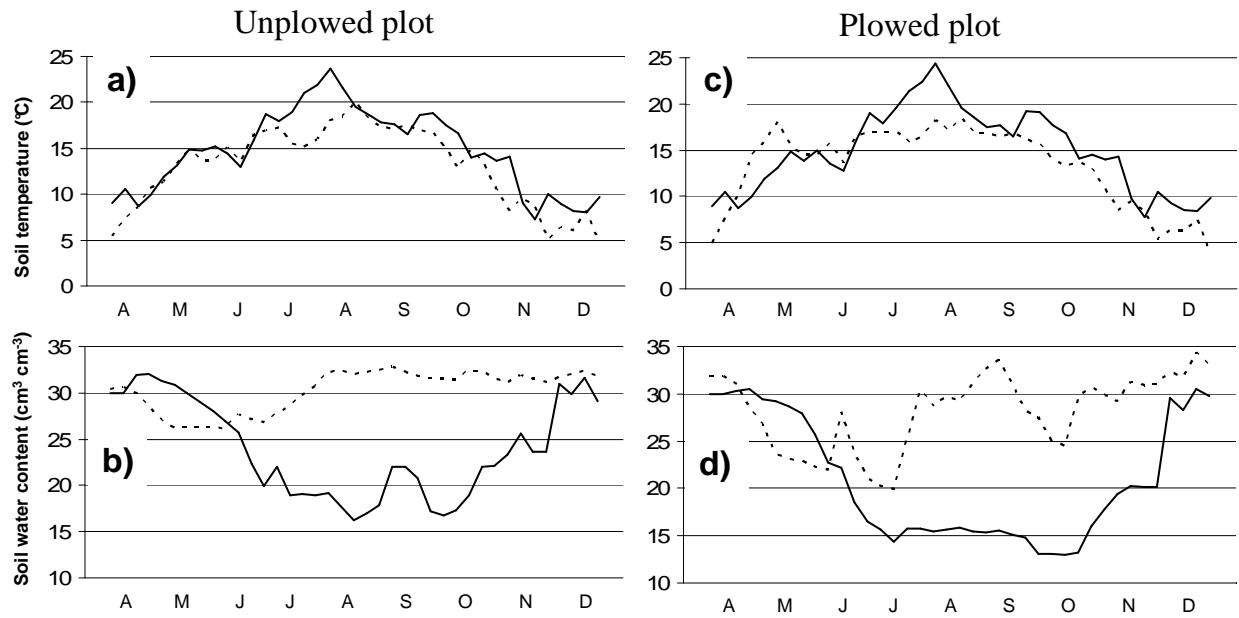 Unplowed plot
Plowed plot
a)
c)
Soil temperature (°C)
25
20
15
10
5
0
25
20
15
10
5
0
A M J J A S O N D
A M J J A S O N D
b)
d)
Soil water content (cm³ cm⁻³)
35
30
25
20
15
10
35
30
25
20
15
10
A M J J A S O N D
A M J J A S O N D